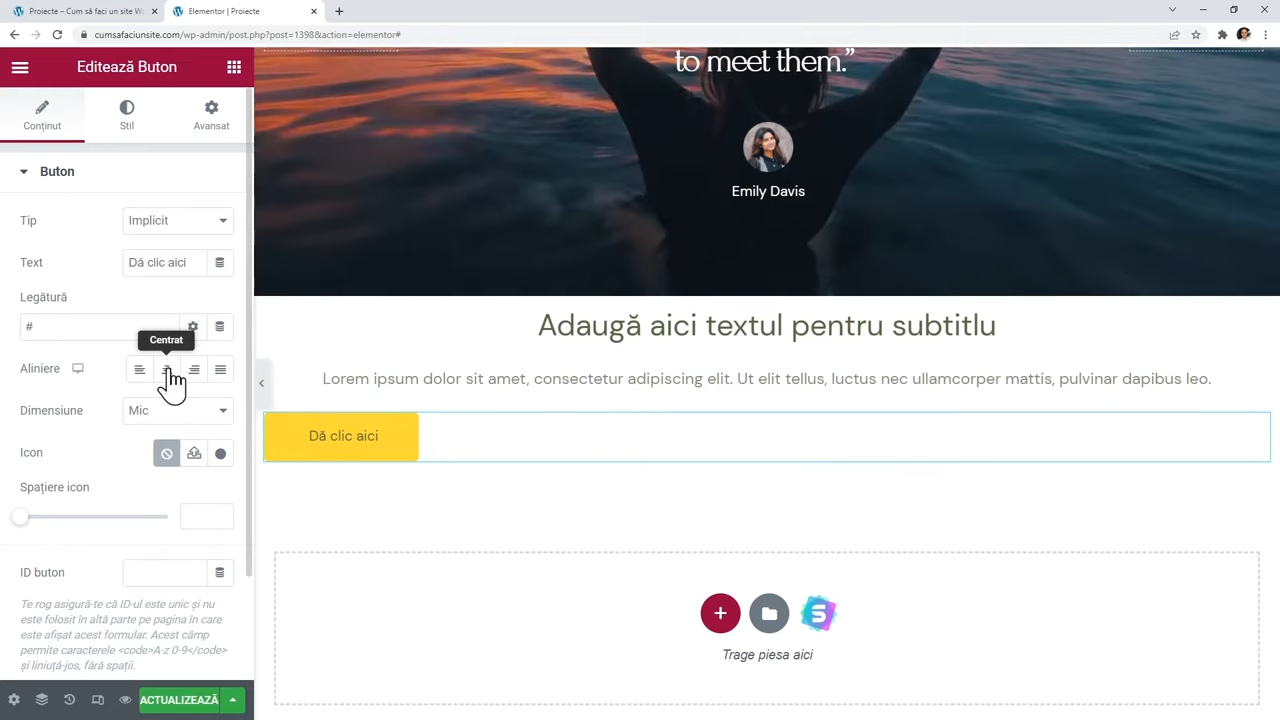 Proiecte – Cum să faci un site Wo
Elementor | Proiecte
cumsafaciunsite.com/wp-admin/post.php?post=1398&action=elementor#
Editează Buton
Conținut
Stil
Avansat
Buton
Tip
Implicit
Text
Dă clic aici
Legătură
#
Centrat
Aliniere
Dimensiune
Mic
Icon
Spațiere icon
ID buton
Te rog asigură-te că ID-ul este unic și nu
este folosit în altă parte pe pagina în care
este afișat acest formular. Acest câmp
permite caracterele <code>A-z 0-9</code>
și liniuță-jos, fără spații.
ACTUALIZEAZĂ
to meet them.”
Emily Davis
Adaugă aici textul pentru subtitlu
Lorem ipsum dolor sit amet, consectetur adipiscing elit. Ut elit tellus, luctus nec ullamcorper mattis, pulvinar dapibus leo.
Dă clic aici
Trage piesa aici